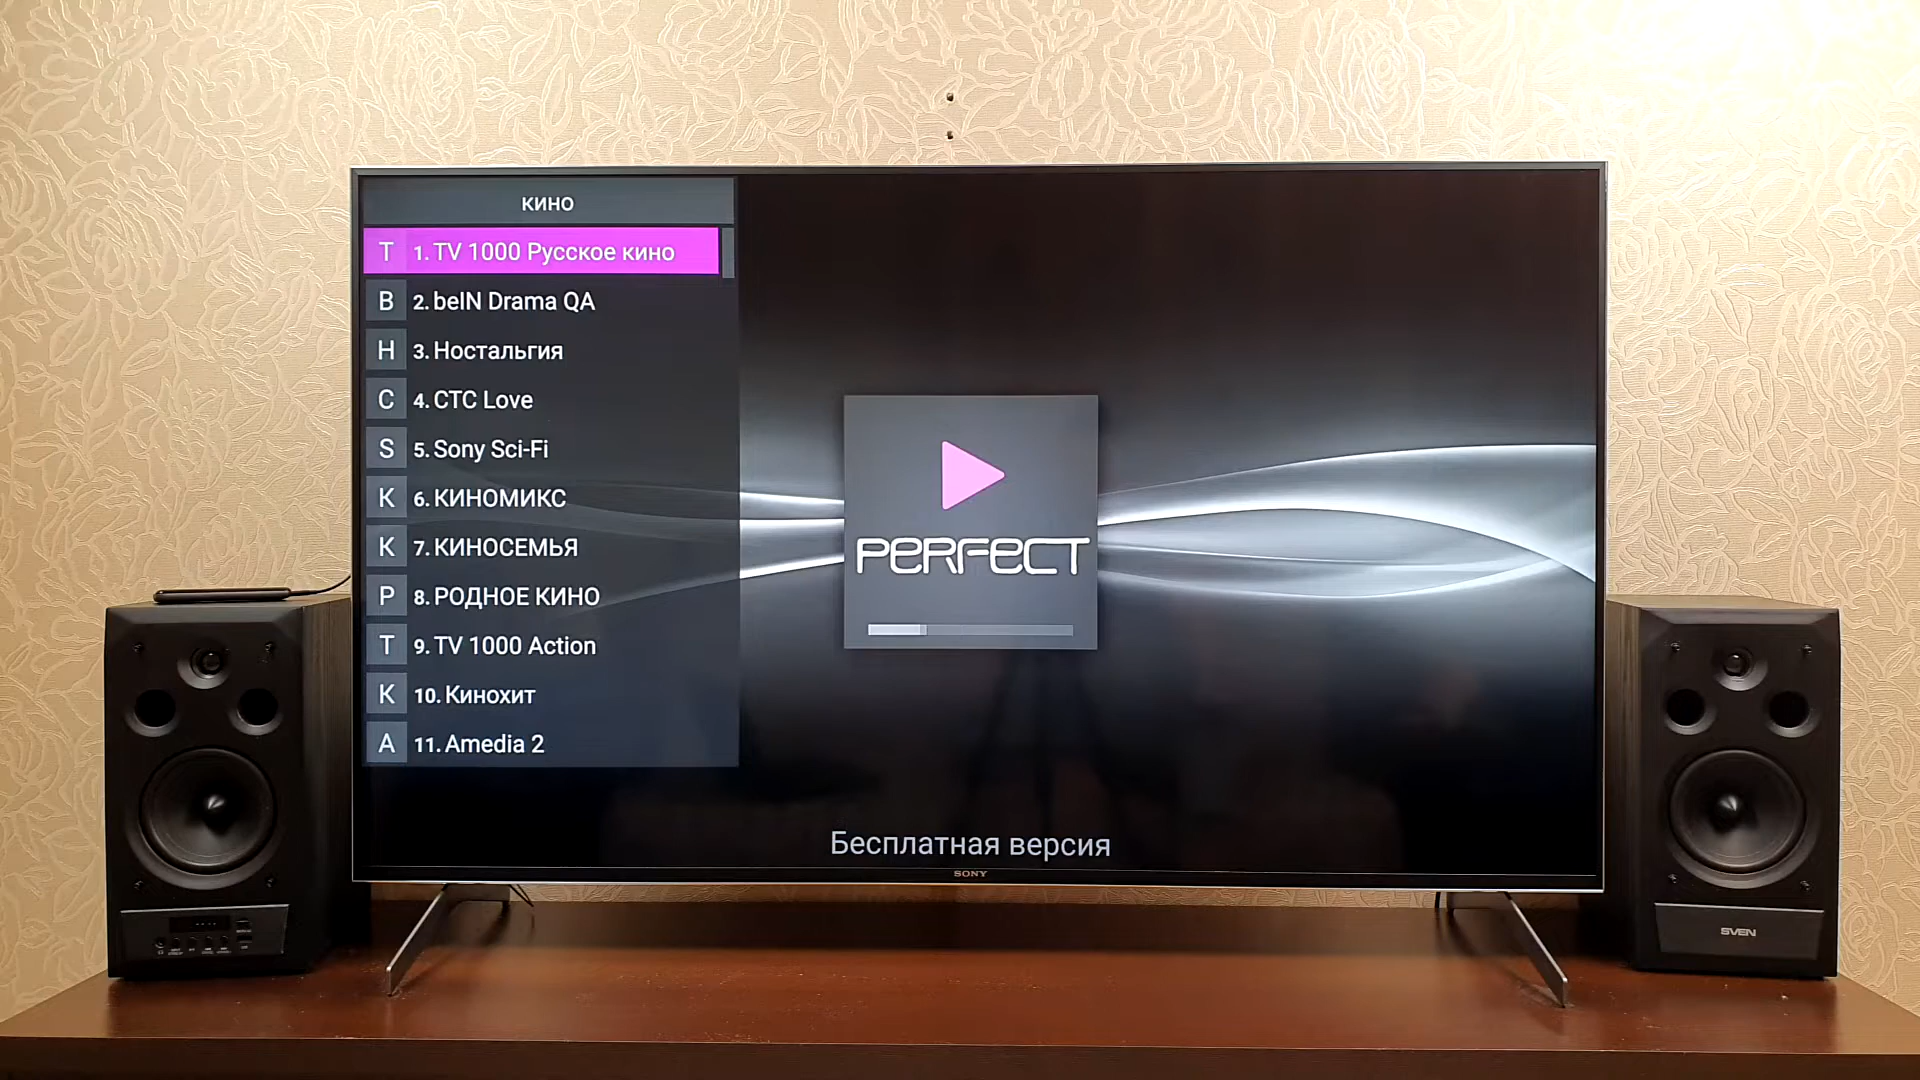 кино
T 1. TV 1000 Русское кино
B 2. beIN Drama QA
Н 3. Ностальгия
С 4. СТС Love
S 5. Sony Sci-Fi
К 6. КИНОМИКС
К 7. КИНОСЕМЬЯ
Р 8. РОДНОЕ КИНО
T 9. TV 1000 Action
К 10. Кинохит
A 11. Amedia 2
PERFECT
Бесплатная версия
SONY
SVEN